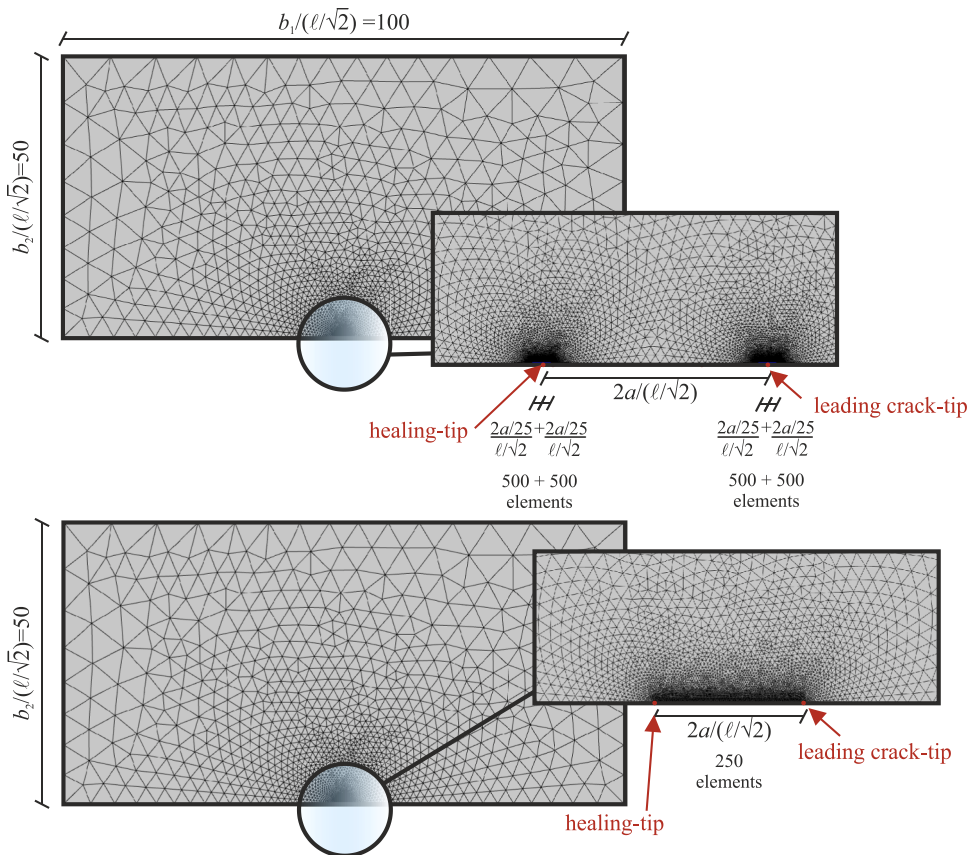 b₁/(ℓ/√2) =100
b₂/(ℓ/√2)=50
2a/(ℓ/√2)
healing-tip
leading crack-tip
2a/25 + 2a/25
ℓ/√2 ℓ/√2
500 + 500
elements
2a/25 + 2a/25
ℓ/√2 ℓ/√2
500 + 500
elements
b₂/(ℓ/√2)=50
2a/(ℓ/√2)
leading crack-tip
250
elements
healing-tip